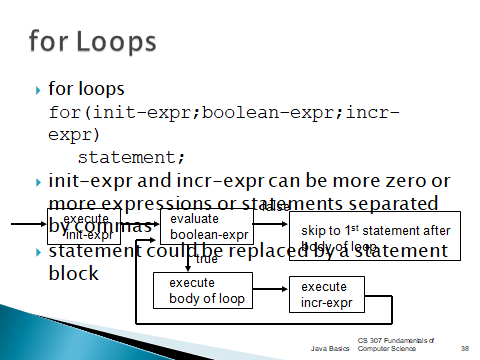 for Loops
for loops
for(init-expr;boolean-expr;incr-
expr)
statement;
init-expr and incr-expr can be more zero or
more expressions or statements separated
by commas
statement could be replaced by a statement
block
execute
init-expr
evaluate
boolean-expr
false
skip to 1st statement after
body of loop
true
execute
body of loop
execute
incr-expr
Java Basics
CS 307 Fundamentals of
Computer Science
38